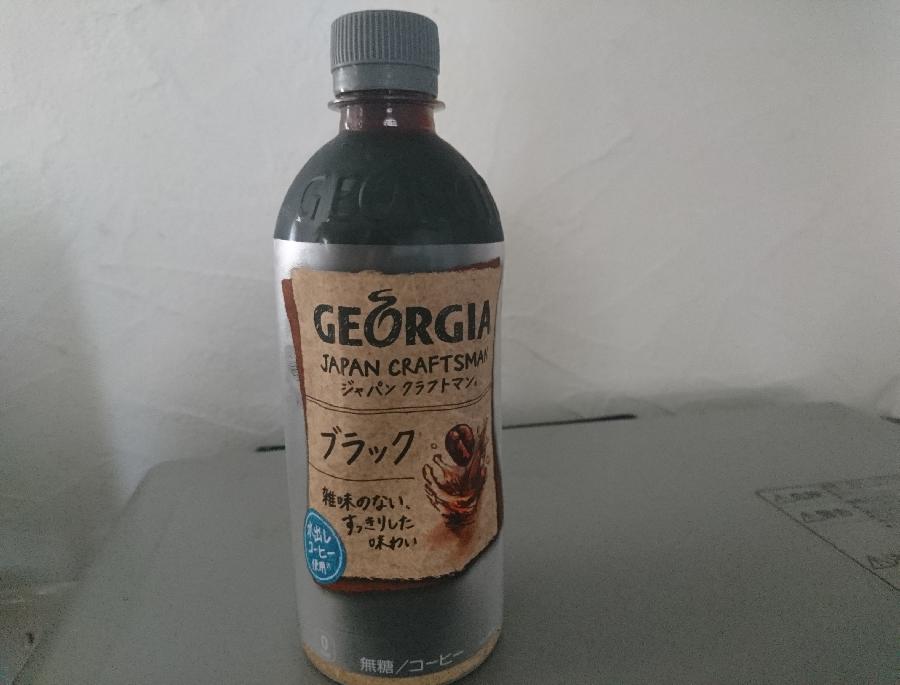 GEORGIA
JAPAN CRAFTSMAN
ジャパン クラフトマン。
ブラック
雑味のない、
すっきりした
味わい
水出し
コーヒー
使用
無糖／コーヒー